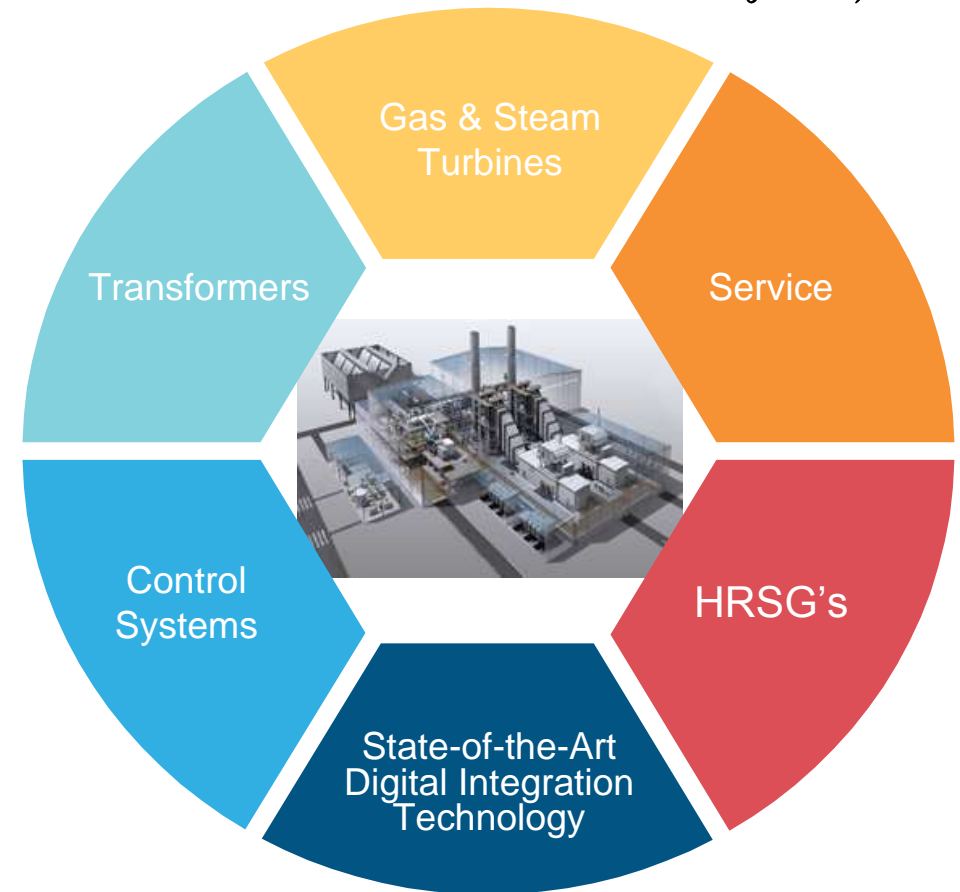 Gas & Steam
Turbines
Transformers
Service
Control
Systems
HRSG’s
State-of-the-Art
Digital Integration
Technology